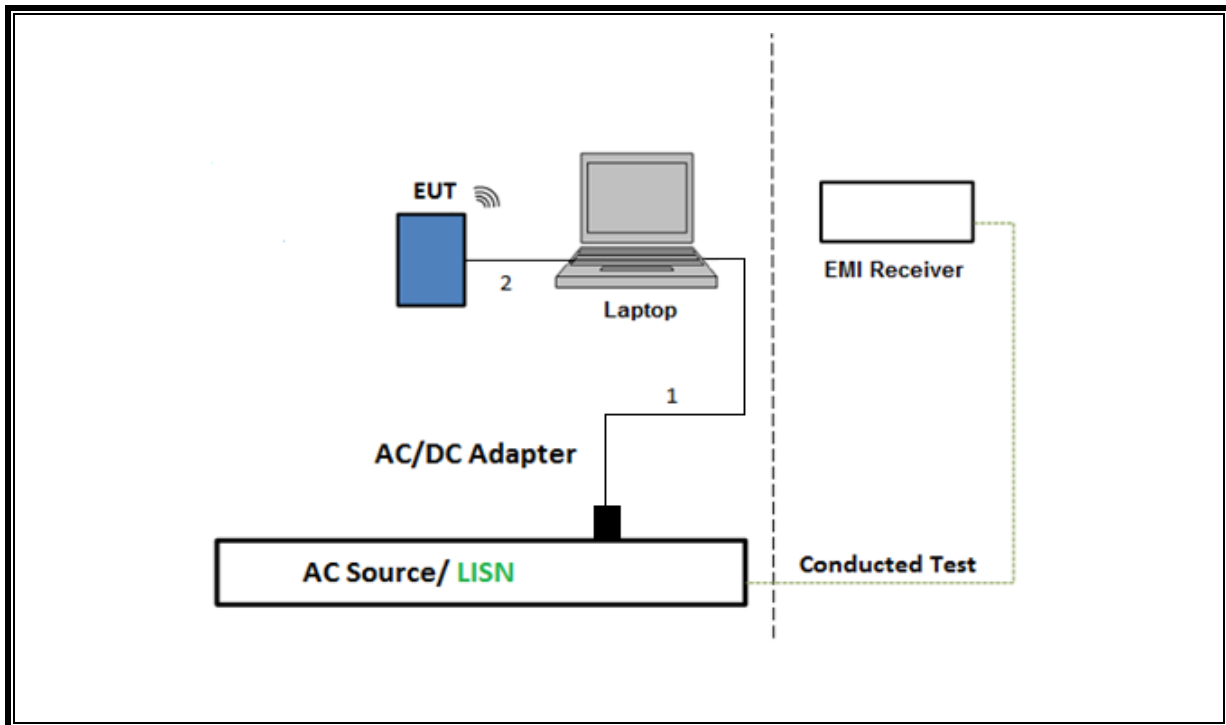 EUT
2
Laptop
EMI Receiver
1
AC/DC Adapter
AC Source/ LISN
Conducted Test